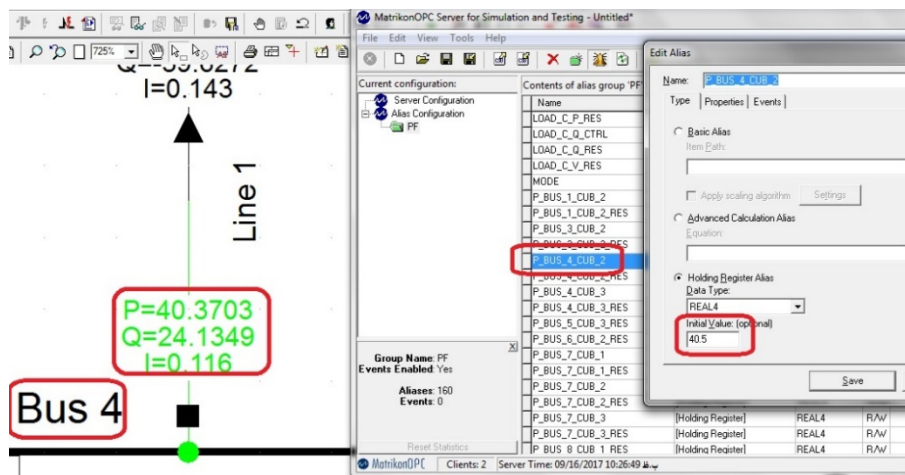 725%
I=0.143
Line 1
P=40.3703
Q=24.1349
I=0.116
Bus 4
MatrikonOPC Server for Simulation and Testing - Untitled*
File Edit View Tools Help
Current configuration:
Server Configuration
Alias Configuration
PF
Group Name: PF
Events Enabled: Yes
Aliases: 160
Events: 0
Reset Statistics
Contents of alias group 'PF'
Name
LOAD_C_P_RES
LOAD_C_Q_CTRL
LOAD_C_Q_RES
LOAD_C_V_RES
MODE
P_BUS_1_CUB_2
P_BUS_1_CUB_2_RES
P_BUS_3_CUB_2
P_BUS_4_CUB_2
P_BUS_4_CUB_2_RES
P_BUS_4_CUB_3
P_BUS_4_CUB_3_RES
P_BUS_5_CUB_3_RES
P_BUS_6_CUB_2_RES
P_BUS_7_CUB_1
P_BUS_7_CUB_1_RES
P_BUS_7_CUB_2
P_BUS_7_CUB_2_RES [Holding Register] REAL4 R/W
P_BUS_7_CUB_3 [Holding Register] REAL4 R/W
P_BUS_7_CUB_3_RES [Holding Register] REAL4 R/W
P_BUS_8_CUB_1_RES [Holding Register] REAL4 R/W
MatrikonOPC Clients: 2 Server Time: 09/16/2017 10:26:49 ب.ظ
Edit Alias
Name: P_BUS_4_CUB_2
Type Properties Events
Basic Alias
Item Path:
Apply scaling algorithm Settings
Advanced Calculation Alias
Equation:
Holding Register Alias
Data Type:
REAL4
Initial Value: (optional)
40.5
Save